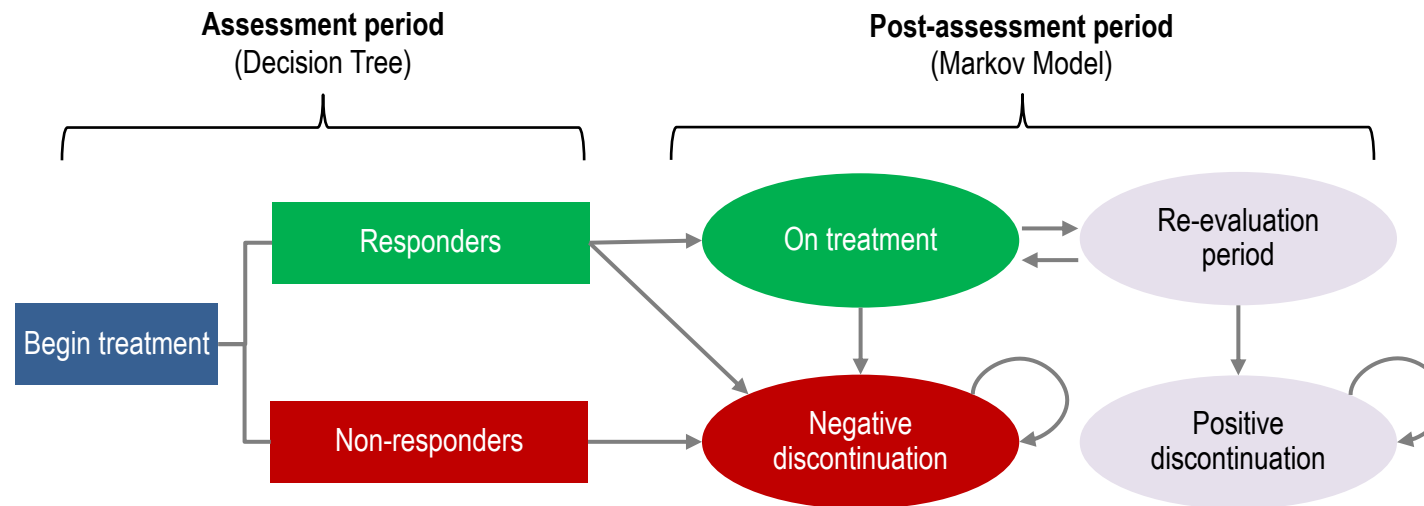 Assessment period
(Decision Tree)
Post-assessment period
(Markov Model)
Begin treatment
Responders
Non-responders
On treatment
Re-evaluation
period
Negative
discontinuation
Positive
discontinuation